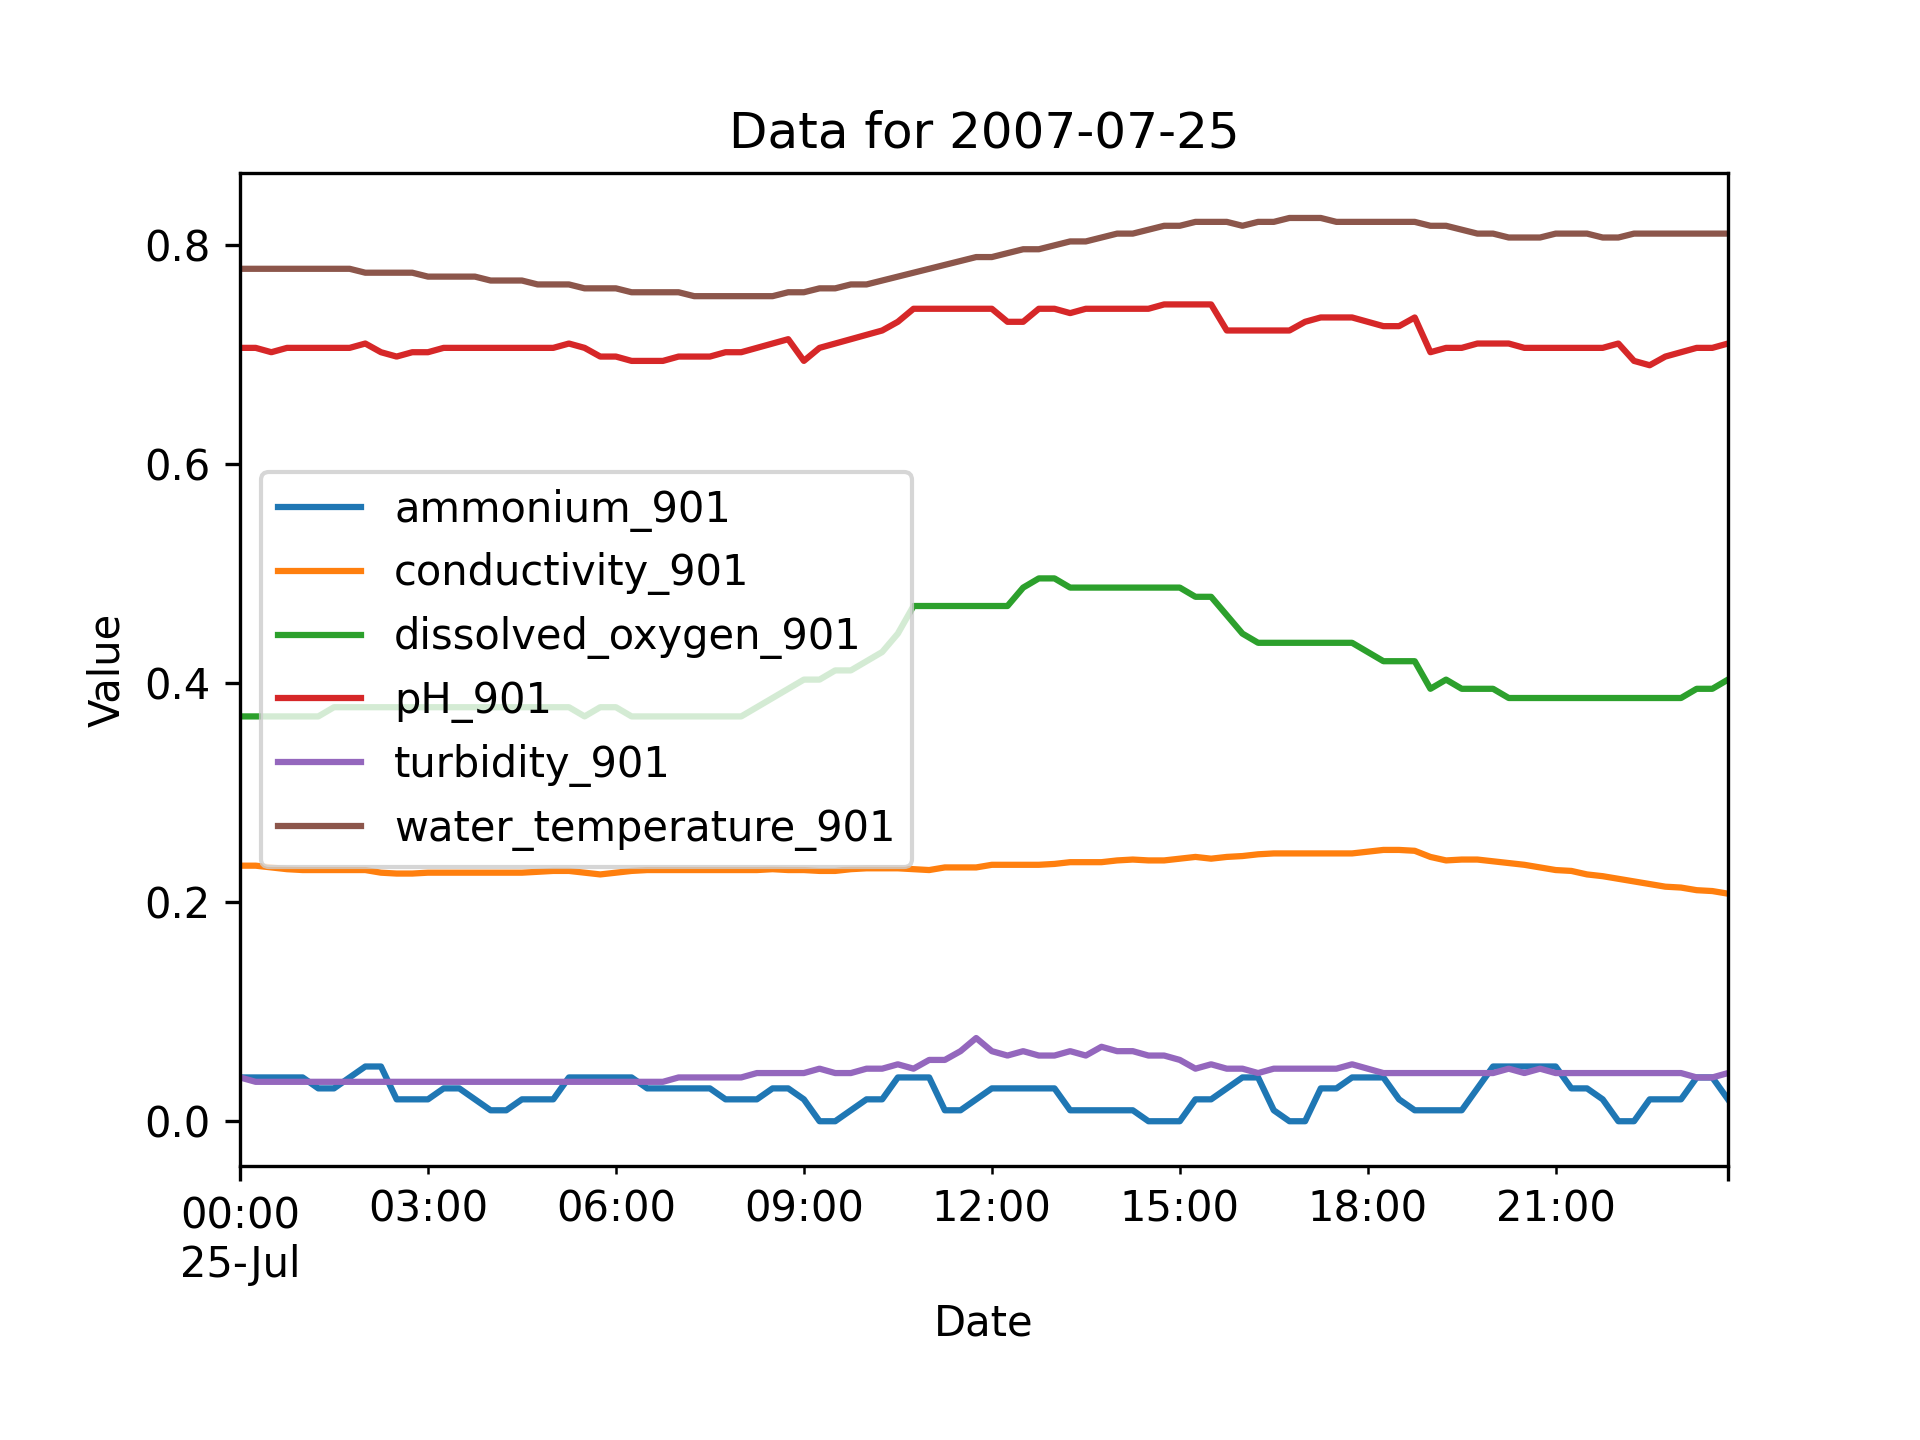 Data for 2007-07-25
0.8
0.6
0.4
0.2
0.0
Value
ammonium_901
conductivity_901
dissolved_oxygen_901
pH_901
turbidity_901
water_temperature_901
00:00 03:00 06:00 09:00 12:00 15:00 18:00 21:00
25-Jul
Date